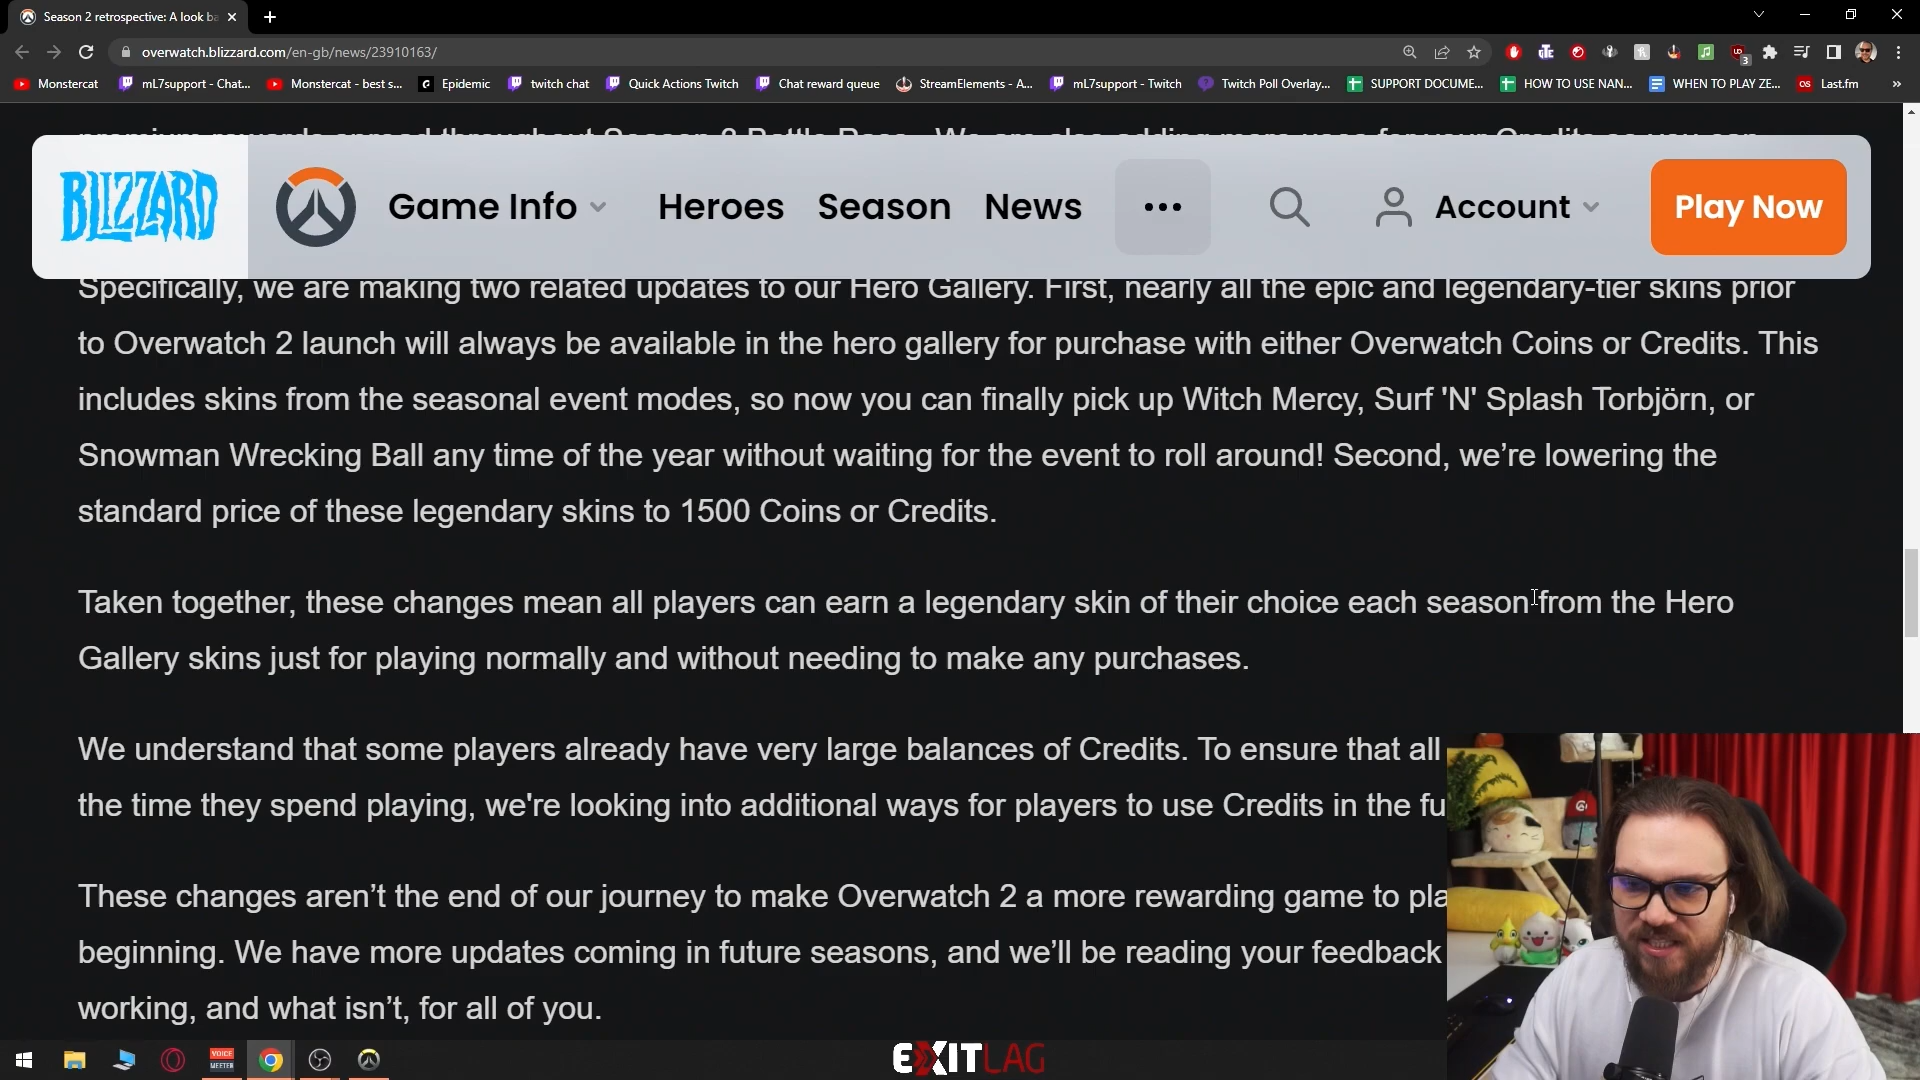 Season 2 retrospective: A look ba
overwatch.blizzard.com/en-gb/news/23910163/
3
Monstercat
mL7support - Chat...
Monstercat - best s...
Epidemic
twitch chat
Quick Actions Twitch
Chat reward queue
StreamElements - A...
mL7support - Twitch
Twitch Poll Overlay...
SUPPORT DOCUME...
HOW TO USE NAN...
WHEN TO PLAY ZE...
Last.fm
»
BLIZZARD
Game Info
Heroes
Season
News
...
Account
Play Now
Specifically, we are making two related updates to our Hero Gallery. First, nearly all the epic and legendary-tier skins prior
to Overwatch 2 launch will always be available in the hero gallery for purchase with either Overwatch Coins or Credits. This
includes skins from the seasonal event modes, so now you can finally pick up Witch Mercy, Surf 'N' Splash Torbjörn, or
Snowman Wrecking Ball any time of the year without waiting for the event to roll around! Second, we’re lowering the
standard price of these legendary skins to 1500 Coins or Credits.
Taken together, these changes mean all players can earn a legendary skin of their choice each season from the Hero
Gallery skins just for playing normally and without needing to make any purchases.
We understand that some players already have very large balances of Credits. To ensure that all
the time they spend playing, we're looking into additional ways for players to use Credits in the fu
These changes aren’t the end of our journey to make Overwatch 2 a more rewarding game to pla
beginning. We have more updates coming in future seasons, and we’ll be reading your feedback
working, and what isn’t, for all of you.
VOICE
MEETER
EXITLAG